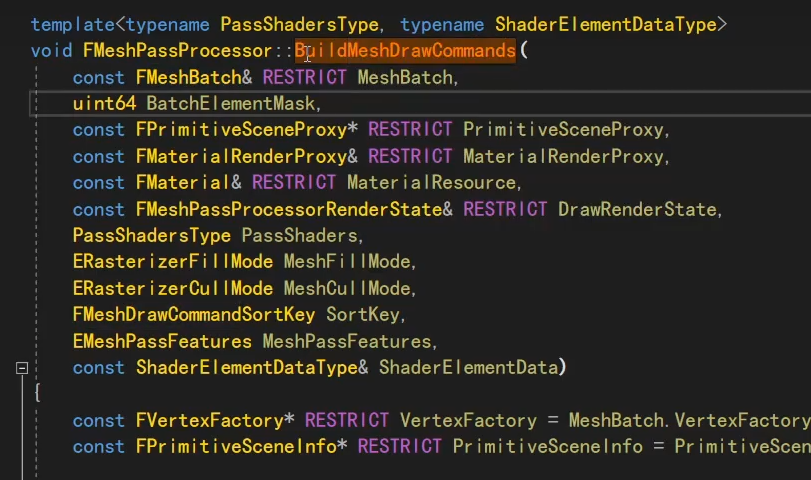 template<typename PassShadersType, typename ShaderElementDataType>
void FMeshPassProcessor::BuildMeshDrawCommands(
const FMeshBatch& RESTRICT MeshBatch,
uint64 BatchElementMask,
const FPrimitiveSceneProxy* RESTRICT PrimitiveSceneProxy,
const FMaterialRenderProxy& RESTRICT MaterialRenderProxy,
const FMaterial& RESTRICT MaterialResource,
const FMeshPassProcessorRenderState& RESTRICT DrawRenderState,
PassShadersType PassShaders,
ERasterizerFillMode MeshFillMode,
ERasterizerCullMode MeshCullMode,
FMeshDrawCommandSortKey SortKey,
EMeshPassFeatures MeshPassFeatures,
const ShaderElementDataType& ShaderElementData)
{
const FVertexFactory* RESTRICT VertexFactory = MeshBatch.VertexFactory
const FPrimitiveSceneInfo* RESTRICT PrimitiveSceneInfo = PrimitiveScen